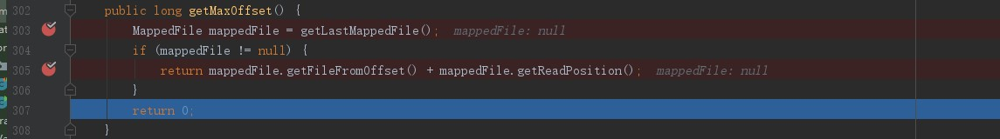 302 public long getMaxOffset() {
303 MappedFile mappedFile = getLastMappedFile(); mappedFile: null
304 if (mappedFile != null) {
305 return mappedFile.getFileFromOffset() + mappedFile.getReadPosition(); mappedFile: null
306 }
307 return 0;
308 }